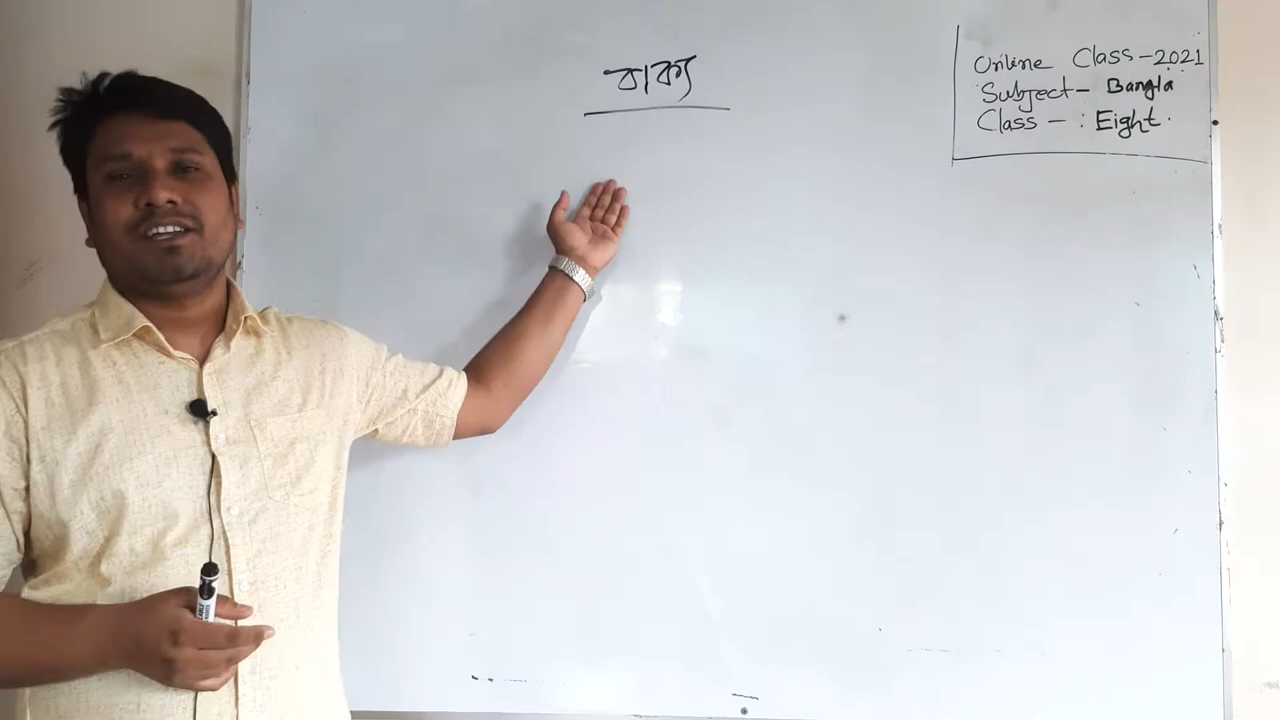 বাক্য
Online Class-2021
Subject- Bangla
Class - : Eight.